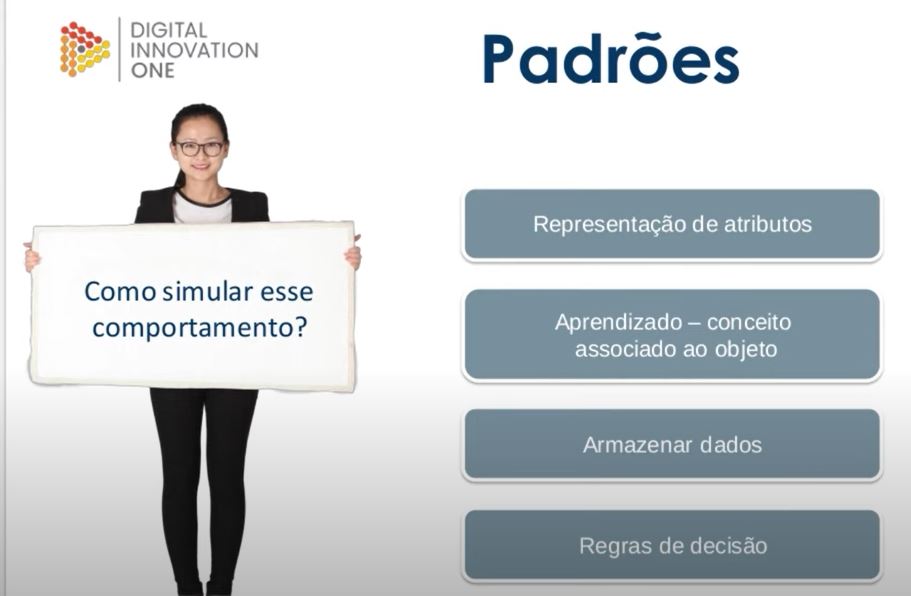 DIGITAL
INNOVATION
ONE
Padrões
Como simular esse
comportamento?
Representação de atributos
Aprendizado – conceito
associado ao objeto
Armazenar dados
Regras de decisão